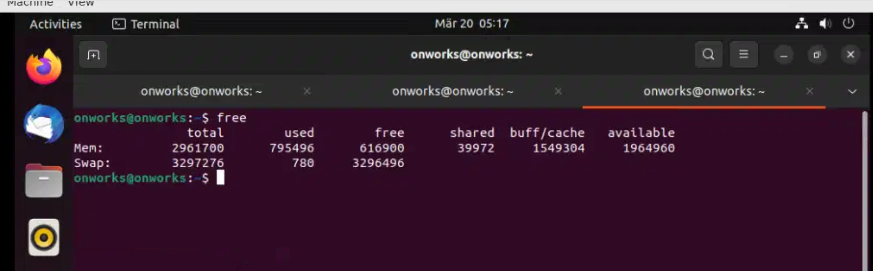 Machine View
Activities Terminal Mär 20 05:17
onworks@onworks: ~
onworks@onworks: ~ × onworks@onworks: ~ × onworks@onworks: ~ ×
onworks@onworks:~$ free
total used free shared buff/cache available
Mem: 2961700 795496 616900 39972 1549304 1964960
Swap: 3297276 780 3296496
onworks@onworks:~$